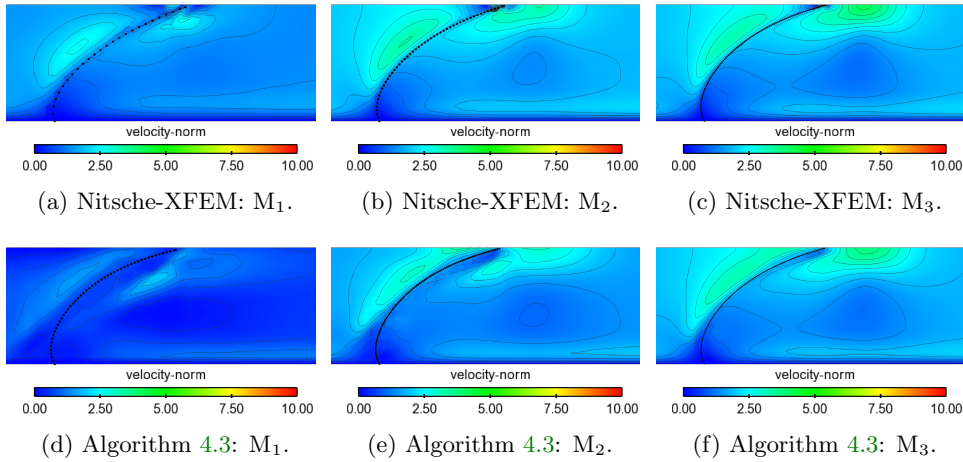 velocity-norm velocity-norm velocity-norm
0.00 2.50 5.00 7.50 10.00 0.00 2.50 5.00 7.50 10.00 0.00 2.50 5.00 7.50 10.00
(a) Nitsche-XFEM: M₁. (b) Nitsche-XFEM: M₂. (c) Nitsche-XFEM: M₃.
velocity-norm velocity-norm velocity-norm
0.00 2.50 5.00 7.50 10.00 0.00 2.50 5.00 7.50 10.00 0.00 2.50 5.00 7.50 10.00
(d) Algorithm 4.3: M₁. (e) Algorithm 4.3: M₂. (f) Algorithm 4.3: M₃.